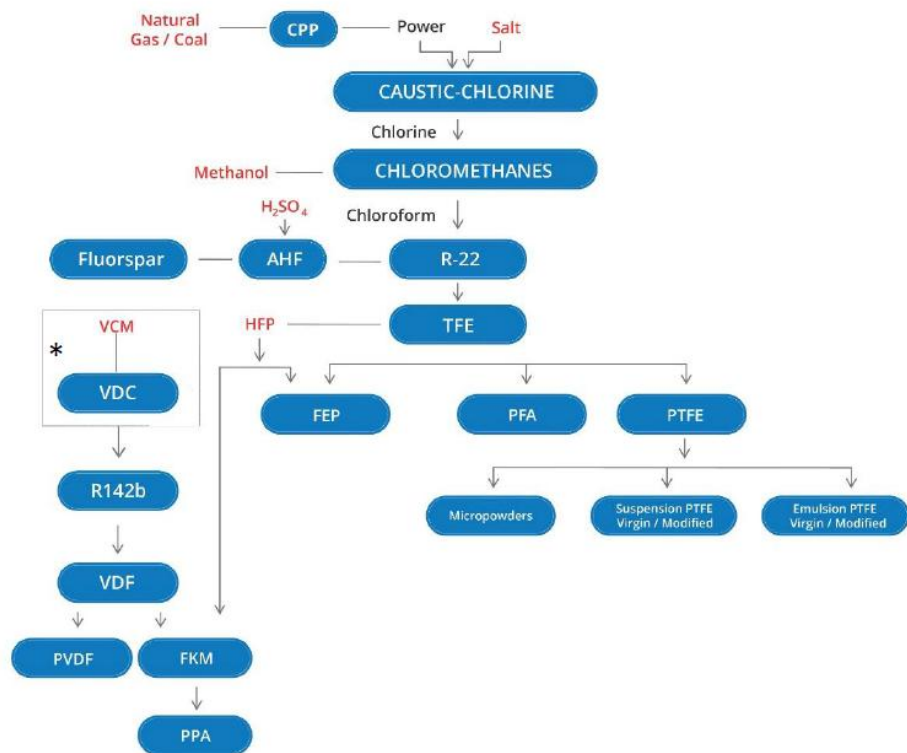 Natural
Gas / Coal
CPP
Power
Salt
CAUSTIC-CHLORINE
Chlorine
Methanol
CHLOROMETHANES
H₂SO₄
Chloroform
Fluorspar
AHF
R-22
VCM
HFP
TFE
*
VDC
FEP
PFA
PTFE
R142b
Micropowders
Suspension PTFE
Virgin / Modified
Emulsion PTFE
Virgin / Modified
VDF
PVDF
FKM
PPA